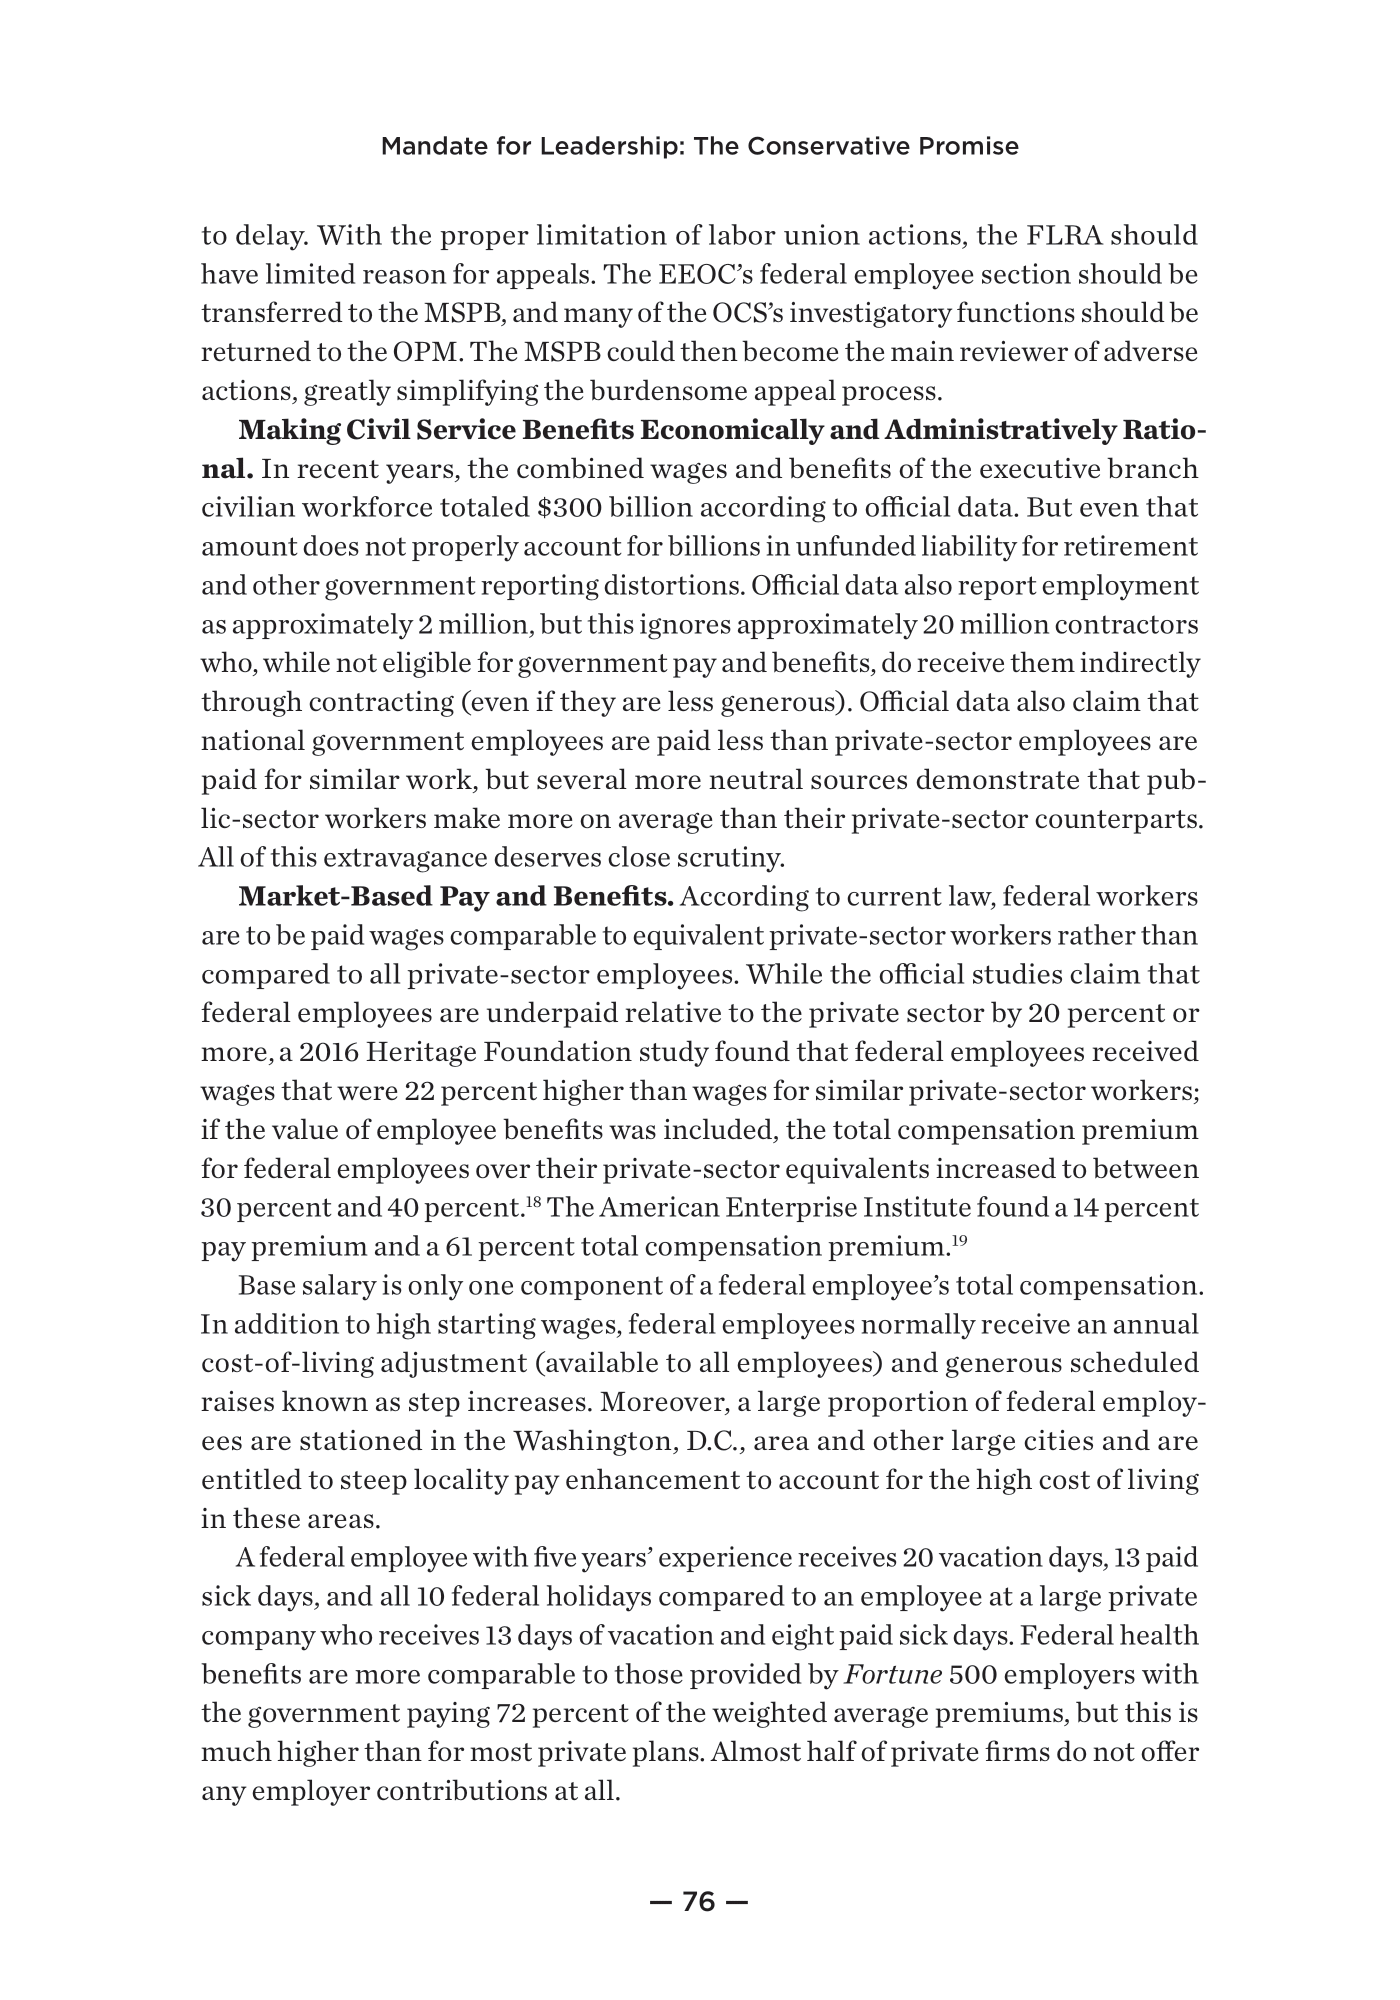 Mandate for Leadership: The Conservative Promise
to delay. With the proper limitation of labor union actions, the FLRA should
have limited reason for appeals. The EEOC’s federal employee section should be
transferred to the MSPB, and many of the OCS’s investigatory functions should be
returned to the OPM. The MSPB could then become the main reviewer of adverse
actions, greatly simplifying the burdensome appeal process.
Making Civil Service Benefits Economically and Administratively Ratio-
nal. In recent years, the combined wages and benefits of the executive branch
civilian workforce totaled $300 billion according to official data. But even that
amount does not properly account for billions in unfunded liability for retirement
and other government reporting distortions. Official data also report employment
as approximately 2 million, but this ignores approximately 20 million contractors
who, while not eligible for government pay and benefits, do receive them indirectly
through contracting (even if they are less generous). Official data also claim that
national government employees are paid less than private-sector employees are
paid for similar work, but several more neutral sources demonstrate that pub-
lic-sector workers make more on average than their private-sector counterparts.
All of this extravagance deserves close scrutiny.
Market-Based Pay and Benefits. According to current law, federal workers
are to be paid wages comparable to equivalent private-sector workers rather than
compared to all private-sector employees. While the official studies claim that
federal employees are underpaid relative to the private sector by 20 percent or
more, a 2016 Heritage Foundation study found that federal employees received
wages that were 22 percent higher than wages for similar private-sector workers;
if the value of employee benefits was included, the total compensation premium
for federal employees over their private-sector equivalents increased to between
30 percent and 40 percent.18 The American Enterprise Institute found a 14 percent
pay premium and a 61 percent total compensation premium.19
Base salary is only one component of a federal employee’s total compensation.
In addition to high starting wages, federal employees normally receive an annual
cost-of-living adjustment (available to all employees) and generous scheduled
raises known as step increases. Moreover, a large proportion of federal employ-
ees are stationed in the Washington, D.C., area and other large cities and are
entitled to steep locality pay enhancement to account for the high cost of living
in these areas.
A federal employee with five years’ experience receives 20 vacation days, 13 paid
sick days, and all 10 federal holidays compared to an employee at a large private
company who receives 13 days of vacation and eight paid sick days. Federal health
benefits are more comparable to those provided by Fortune 500 employers with
the government paying 72 percent of the weighted average premiums, but this is
much higher than for most private plans. Almost half of private firms do not offer
any employer contributions at all.
— 76 —